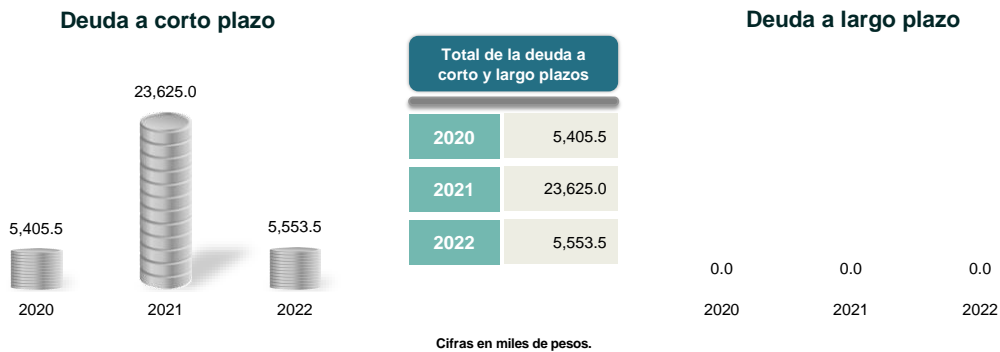 Deuda a corto plazo
23,625.0
5,405.5
5,553.5
2020 2021 2022
Total de la deuda a
corto y largo plazos
2020 5,405.5
2021 23,625.0
2022 5,553.5
Deuda a largo plazo
0.0 0.0 0.0
2020 2021 2022
Cifras en miles de pesos.